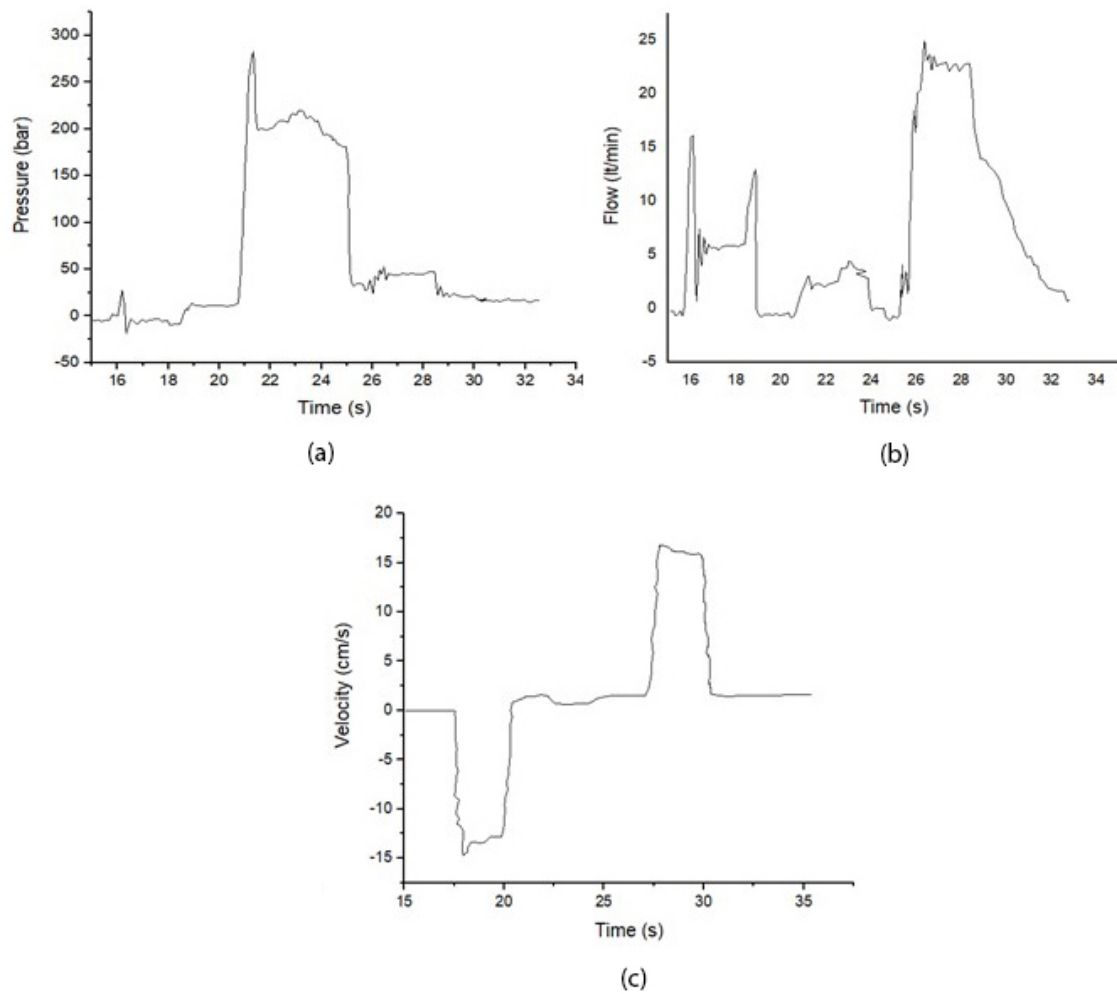 300
250
200
150
100
50
0
-50
Pressure (bar)
16 18 20 22 24 26 28 30 32 34
Time (s)
(a)
25
20
15
10
5
0
-5
Flow (lt/min)
16 18 20 22 24 26 28 30 32 34
Time (s)
(b)
20
15
10
5
0
-5
-10
-15
Velocity (cm/s)
15 20 25 30 35
Time (s)
(c)